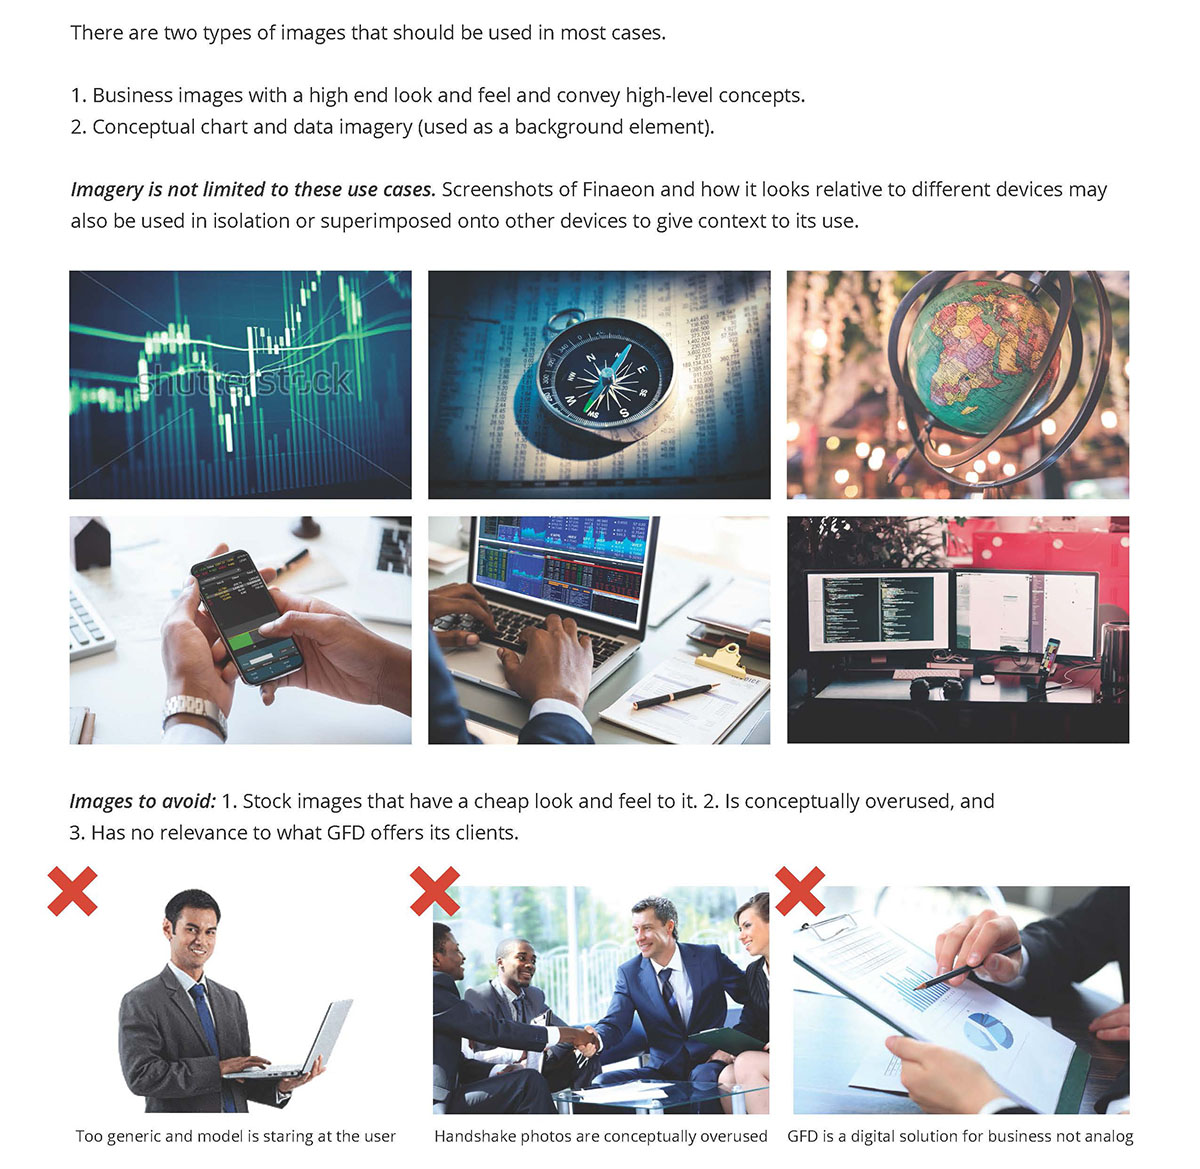 There are two types of images that should be used in most cases.
1. Business images with a high end look and feel and convey high-level concepts.
2. Conceptual chart and data imagery (used as a background element).
Imagery is not limited to these use cases. Screenshots of Finaeon and how it looks relative to different devices may
also be used in isolation or superimposed onto other devices to give context to its use.
shutterstock
N
E
SE
S
SW
W
NW
Images to avoid: 1. Stock images that have a cheap look and feel to it. 2. Is conceptually overused, and
3. Has no relevance to what GFD offers its clients.
Too generic and model is staring at the user
Handshake photos are conceptually overused
GFD is a digital solution for business not analog